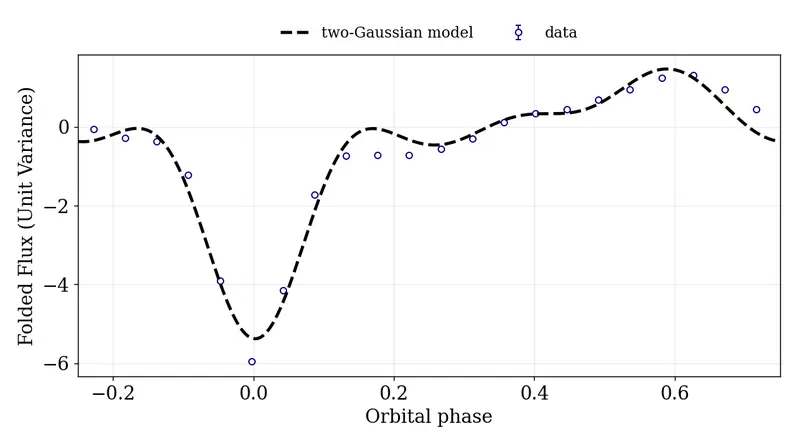 two-Gaussian model data
Folded Flux (Unit Variance)
0
−2
−4
−6
−0.2 0.0 0.2 0.4 0.6
Orbital phase